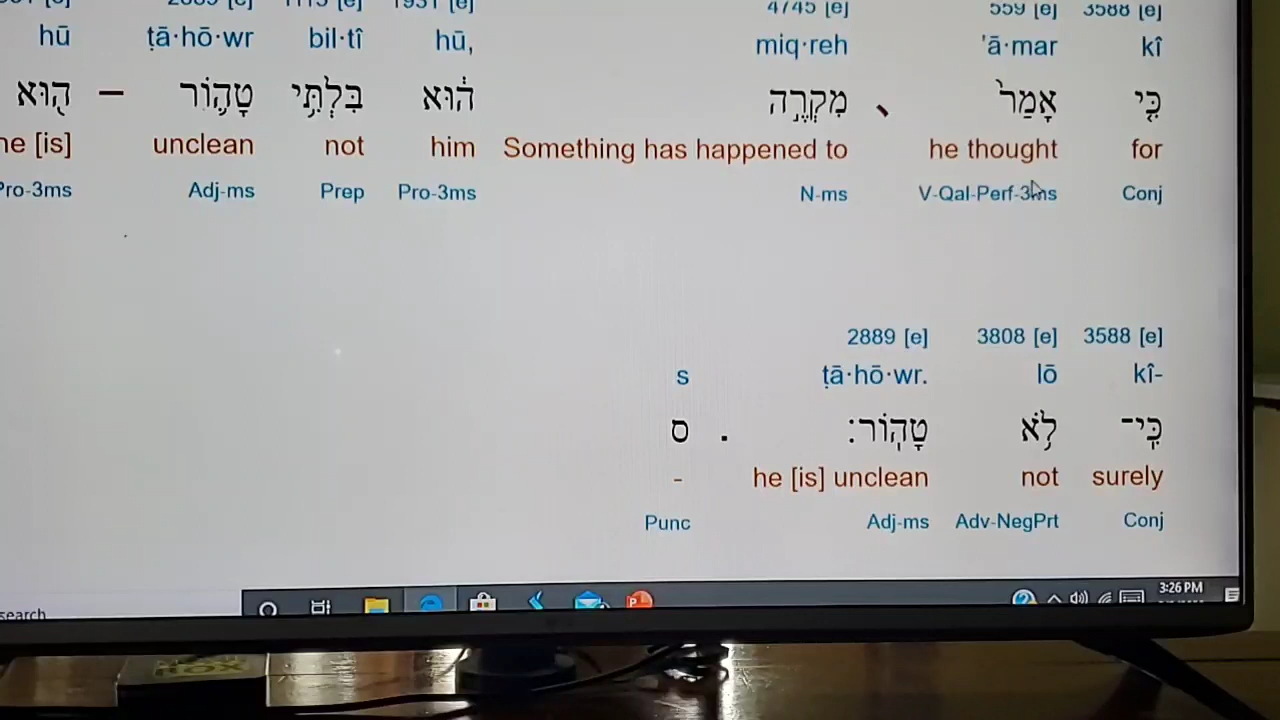 4745 [e] 559 [e] 3588 [e]
hū ṭā·hō·wr bil·tî hū, miq·reh ’ā·mar kî
כִּ֤י אָמַר֙ ، מִקְרֶ֣ה ה֔וּא בִּלְתִּ֥י טָה֛וֹר – ה֖וּא
he [is] unclean not him Something has happened to he thought for
Pro-3ms Adj-ms Prep Pro-3ms N-ms V-Qal-Perf-3ms Conj
2889 [e] 3808 [e] 3588 [e]
s ṭā·hō·wr. lō kî-
כִּֽי־ לֹ֥א טָהֽוֹר׃ . ס
- he [is] unclean not surely
Punc Adj-ms Adv-NegPrt Conj
search 3:26 PM